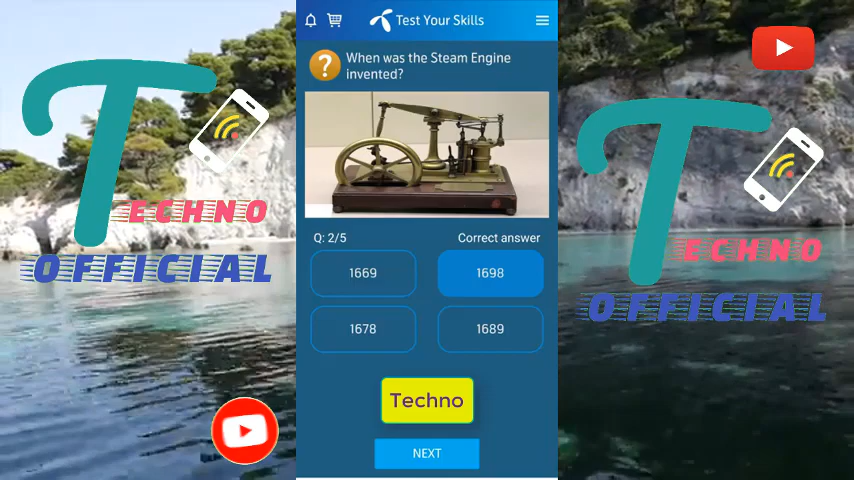 Test Your Skills
When was the Steam Engine
invented?
Q: 2/5
Correct answer
1669
1698
1678
1689
Techno
NEXT
TECHNO
OFFICIAL
TECHNO
OFFICIAL